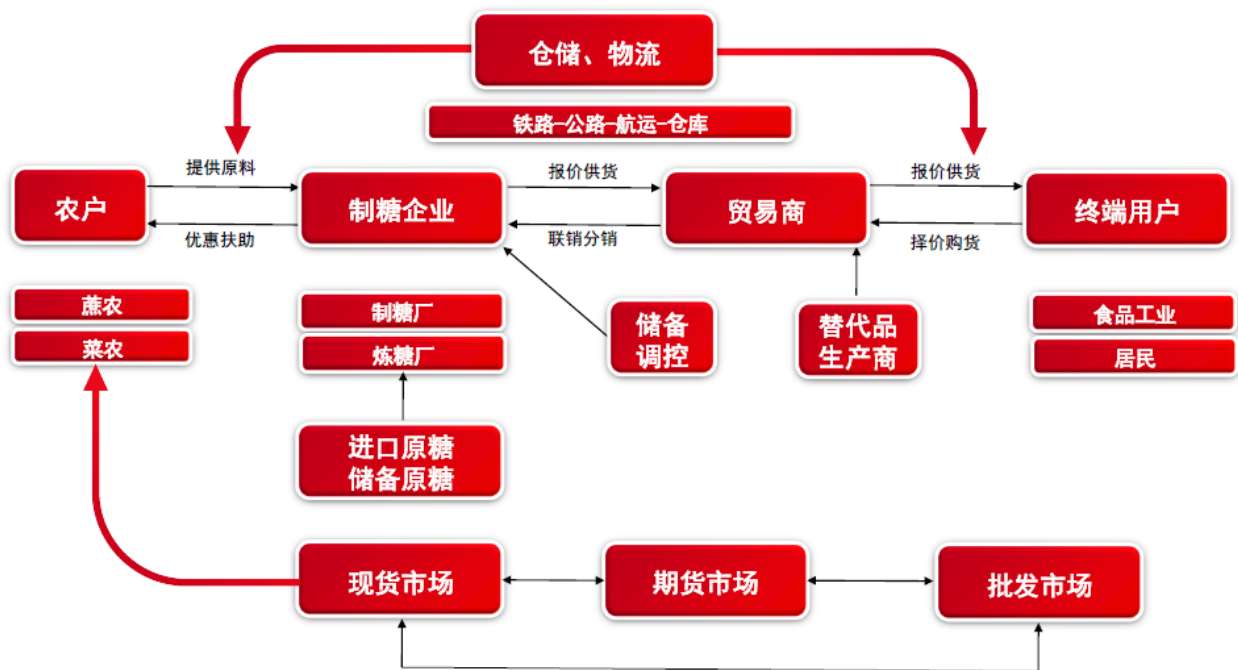 仓储、物流
铁路-公路-航运-仓库
提供原料
报价供货
报价供货
农户
制糖企业
贸易商
终端用户
优惠扶助
联销分销
择价购货
蔗农
菜农
制糖厂
炼糖厂
储备
调控
替代品
生产商
食品工业
居民
进口原糖
储备原糖
现货市场
期货市场
批发市场